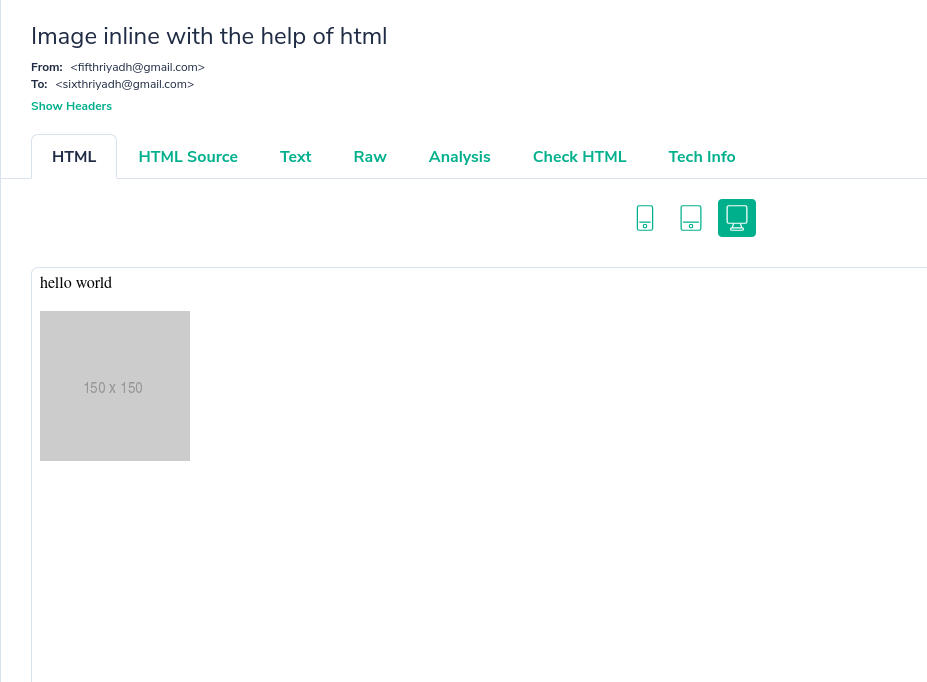 Image inline with the help of html
From: <fifthriyadh@gmail.com>
To: <sixthriyadh@gmail.com>
Show Headers
HTML HTML Source Text Raw Analysis Check HTML Tech Info
hello world
150 x 150